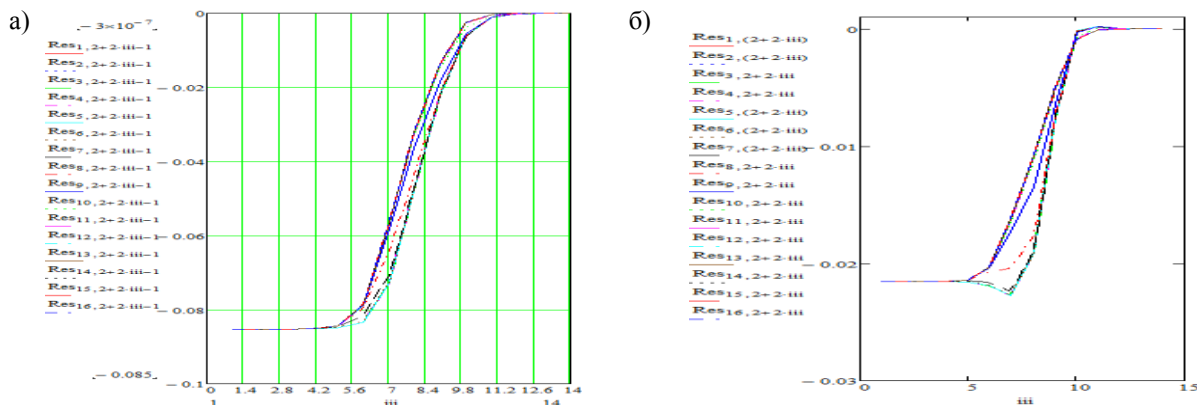 а)
−3×10⁻⁷
Res1,2+2·iii−1
Res2,2+2·iii−1
Res3,2+2·iii−1
Res4,2+2·iii−1
Res5,2+2·iii−1
Res6,2+2·iii−1
Res7,2+2·iii−1
Res8,2+2·iii−1
Res9,2+2·iii−1
Res10,2+2·iii−1
Res11,2+2·iii−1
Res12,2+2·iii−1
Res13,2+2·iii−1
Res14,2+2·iii−1
Res15,2+2·iii−1
Res16,2+2·iii−1
−0.085
0
−0.02
−0.04
−0.06
−0.08
−0.1
0 1.4 2.8 4.2 5.6 7 8.4 9.8 11.2 12.6 14
1 iii 14
б)
Res1,(2+2·iii)
Res2,(2+2·iii)
Res3,2+2·iii
Res4,2+2·iii
Res5,(2+2·iii)
Res6,(2+2·iii)
Res7,(2+2·iii)
Res8,2+2·iii
Res9,2+2·iii
Res10,2+2·iii
Res11,2+2·iii
Res12,2+2·iii
Res13,2+2·iii
Res14,2+2·iii
Res15,2+2·iii
Res16,2+2·iii
0
−0.01
−0.02
−0.03
0 5 10 15
iii